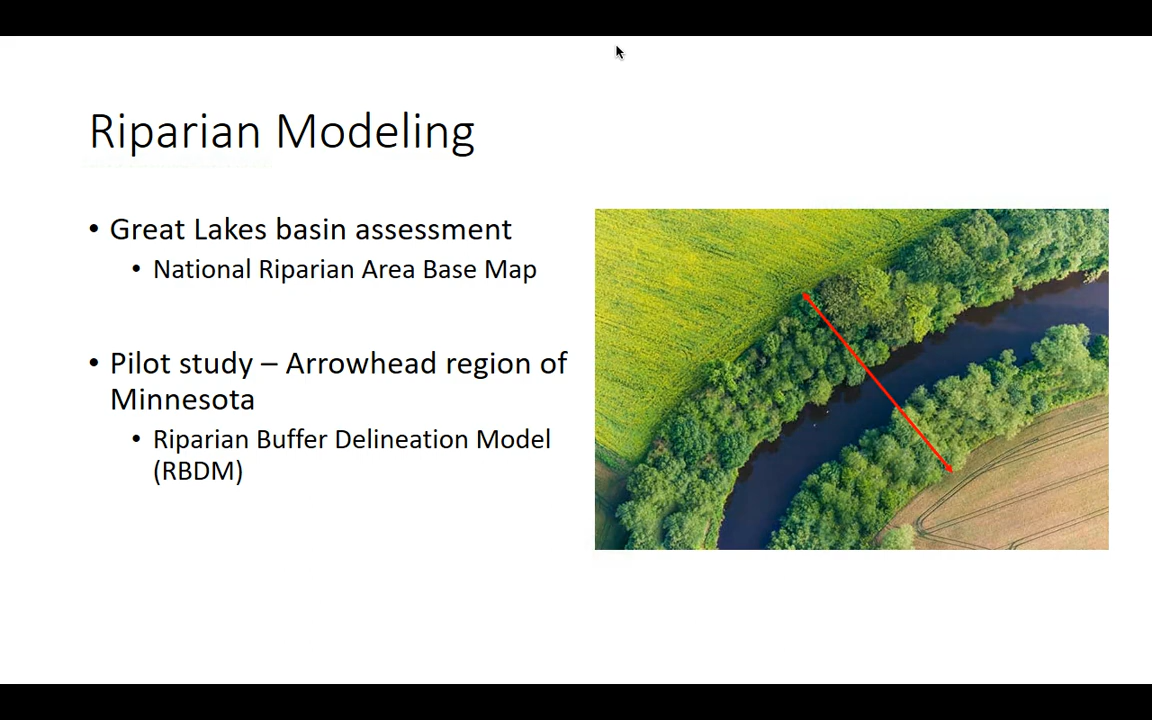 Riparian Modeling
• Great Lakes basin assessment
• National Riparian Area Base Map
• Pilot study – Arrowhead region of
Minnesota
• Riparian Buffer Delineation Model
(RBDM)